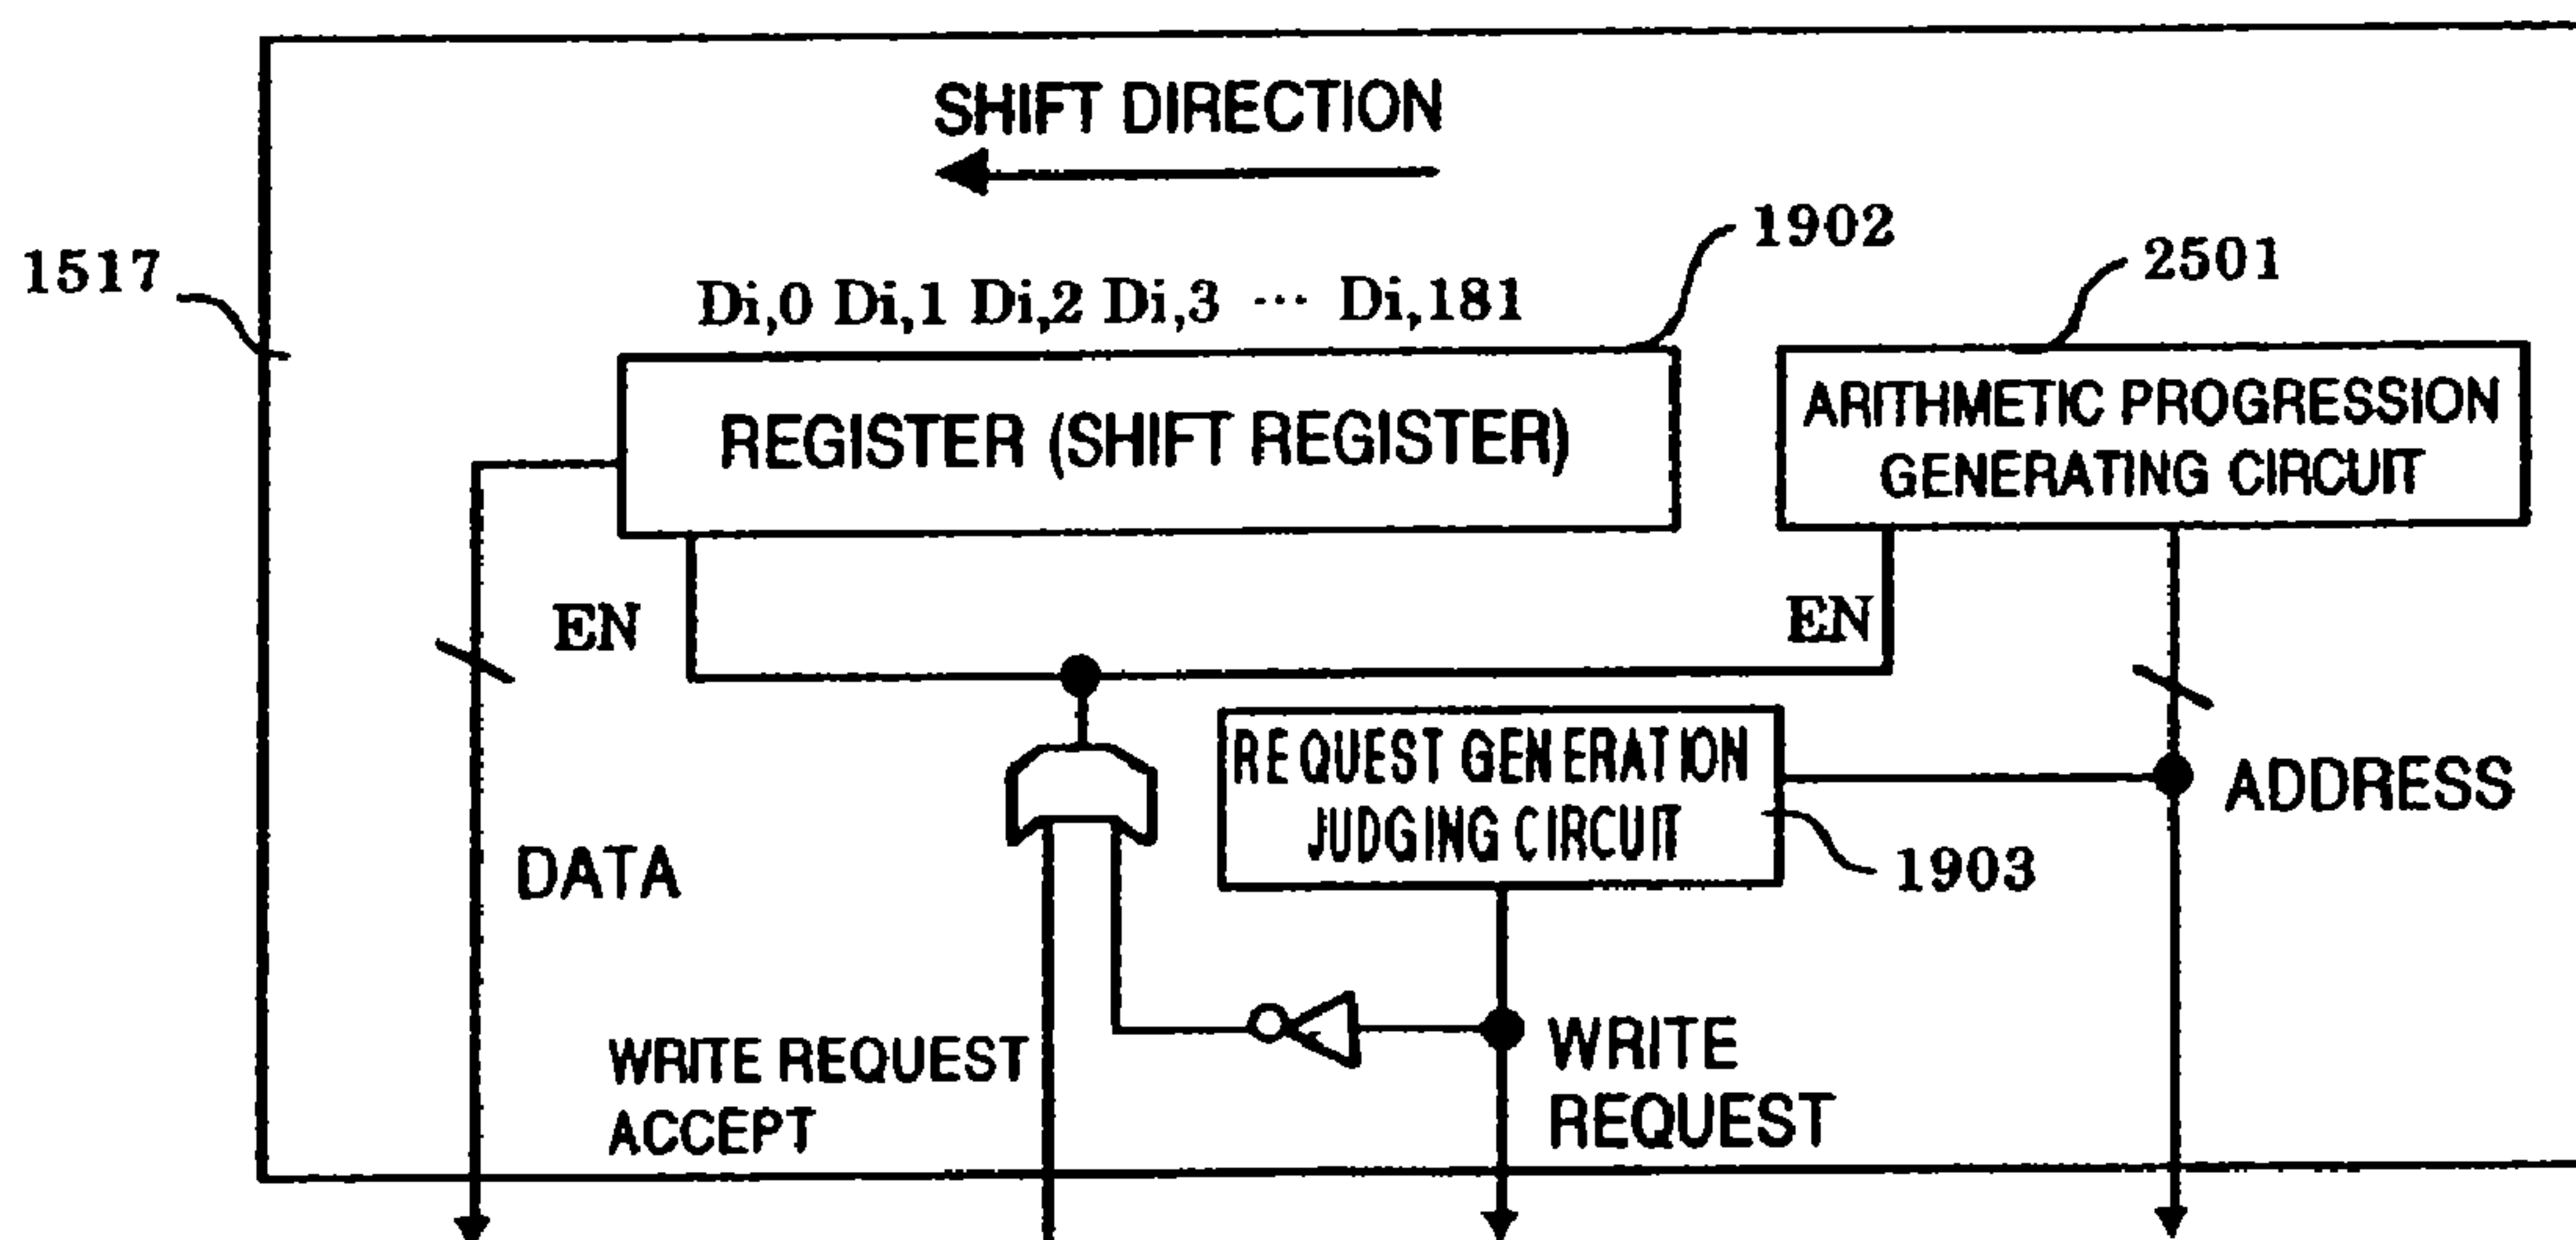 SHIFT DIRECTION
1902
2501
1517
Di,0 Di,1 Di,2 Di,3 ··· Di,181
REGISTER (SHIFT REGISTER)
ARITHMETIC PROGRESSION
GENERATING CIRCUIT
EN
EN
REQUEST GENERATION
JUDGING CIRCUIT
ADDRESS
1903
DATA
WRITE REQUEST
ACCEPT
WRITE
REQUEST